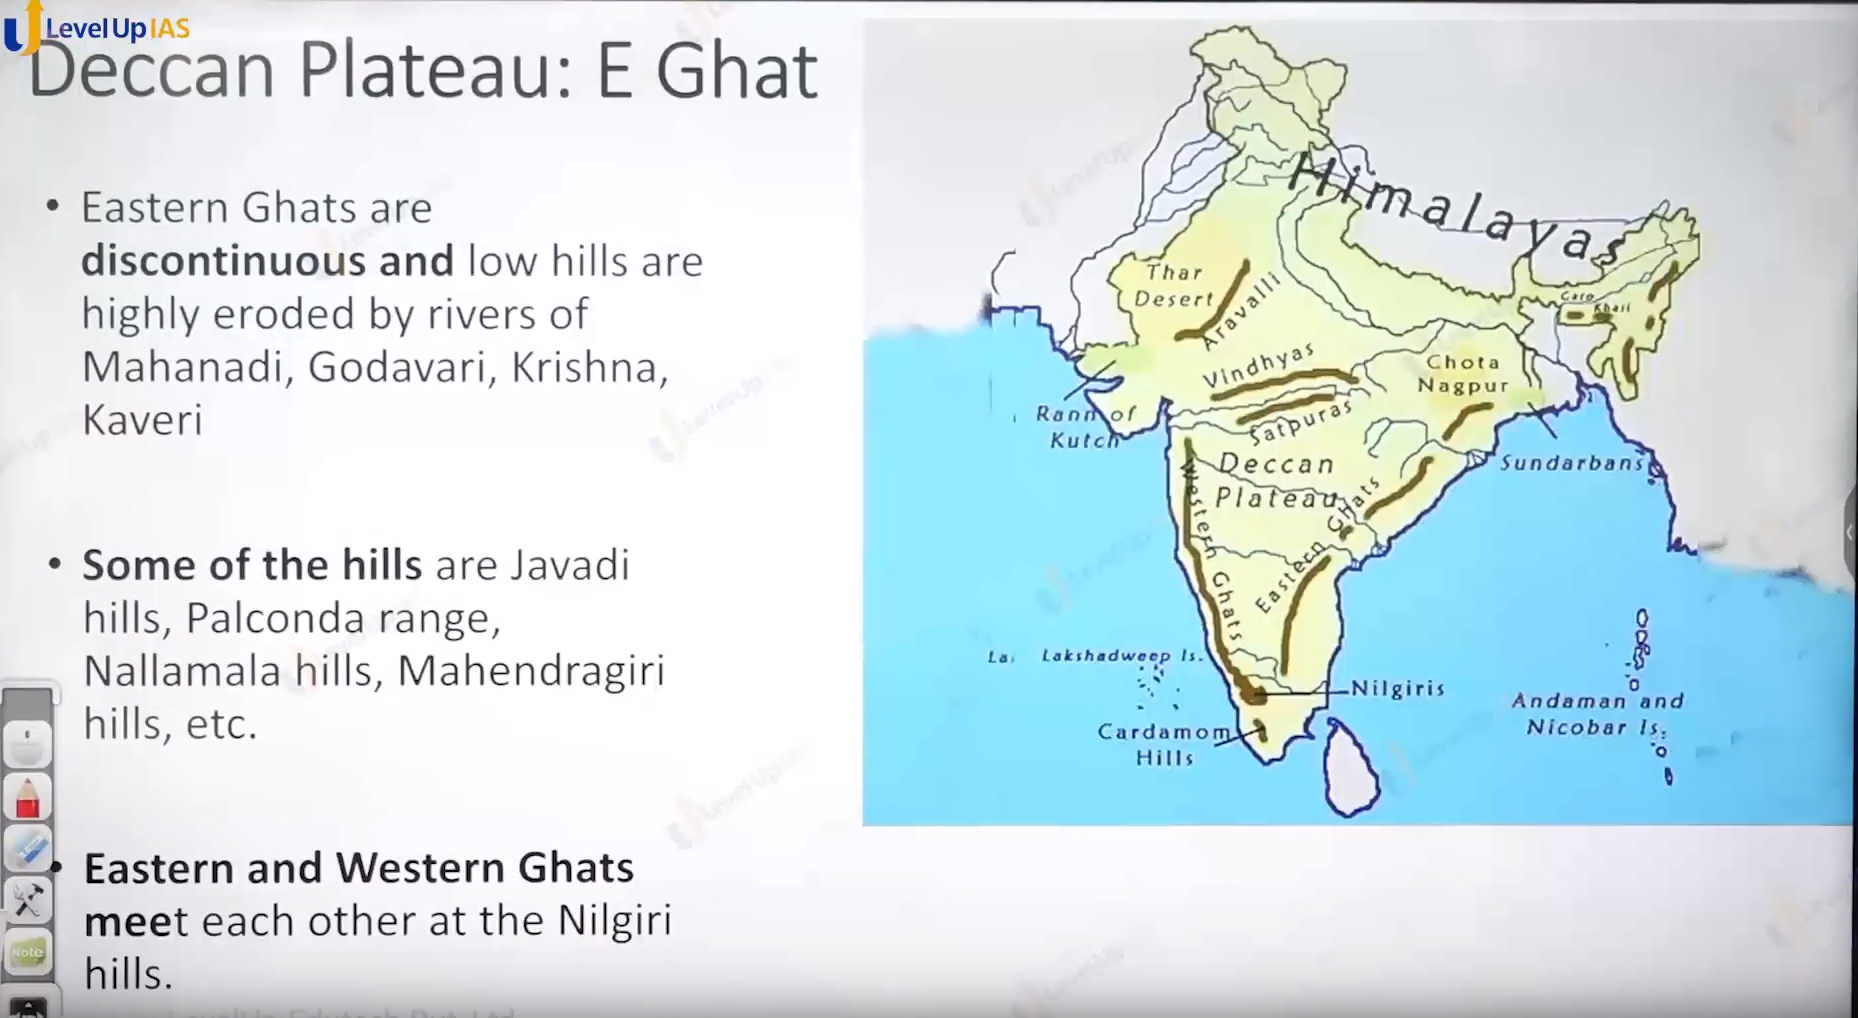 LevelUp IAS
Deccan Plateau: E Ghat
• Eastern Ghats are
discontinuous and low hills are
highly eroded by rivers of
Mahanadi, Godavari, Krishna,
Kaveri
• Some of the hills are Javadi
hills, Palconda range,
Nallamala hills, Mahendragiri
hills, etc.
• Eastern and Western Ghats
meet each other at the Nilgiri
hills.
Himalayas
Thar
Desert
Aravalli
Vindhyas
Satpuras
Chota
Nagpur
Rann of
Kutch
Deccan
Plateau
Sundarbans
Western Ghats
Eastern Ghats
La
Lakshadweep Is.
Nilgiris
Cardamom
Hills
Andaman and
Nicobar Is.
Note
LevelUp